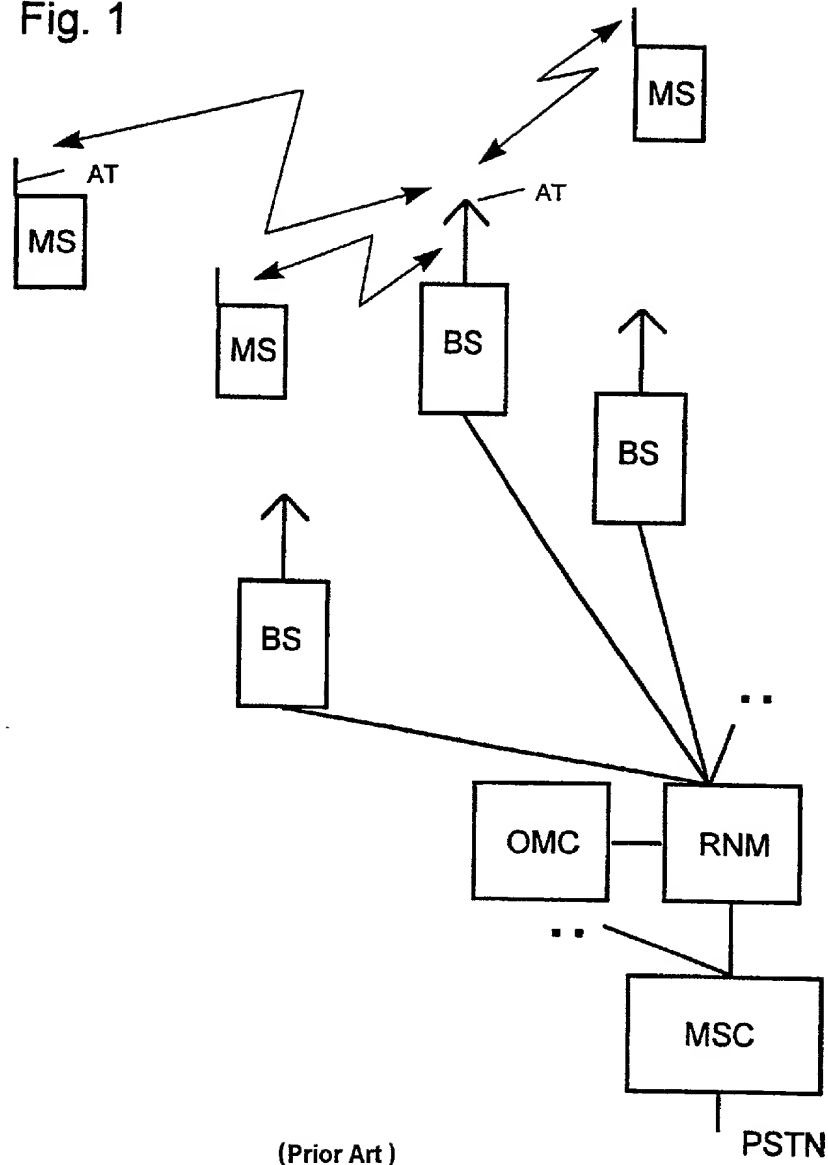 Fig. 1
MS
AT
MS
AT
MS
BS
BS
BS
OMC
RNM
MSC
PSTN
(Prior Art )